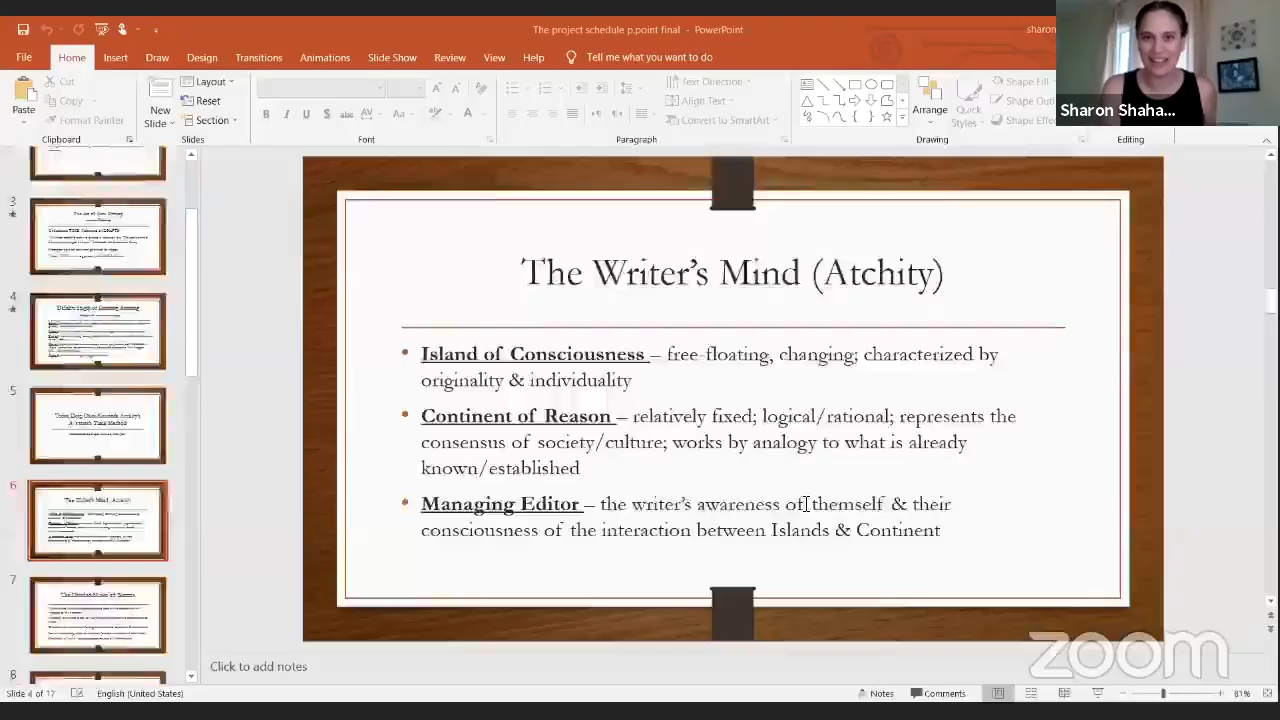 The project schedule p.point final - PowerPoint
sharon
File Home Insert Draw Design Transitions Animations Slide Show Review View Help Tell me what you want to do
Paste
Cut
Copy
Format Painter
Clipboard
New
Slide
Layout
Reset
Section
Slides
B I U S abc AV Aa A
Font
Text Direction
Align Text
Convert to SmartArt
Paragraph
Arrange
Quick
Styles
Shape Fill
Shape Effe
Drawing
Editing
Sharon Shaha...
3
4
5
6
7
The Writer's Mind (Atchity)
• Island of Consciousness – free-floating, changing; characterized by
originality & individuality
• Continent of Reason – relatively fixed; logical/rational; represents the
consensus of society/culture; works by analogy to what is already
known/established
• Managing Editor – the writer's awareness of themself & their
consciousness of the interaction between Islands & Continent
zoom
Click to add notes
Slide 4 of 17 English (United States) Notes Comments 81%